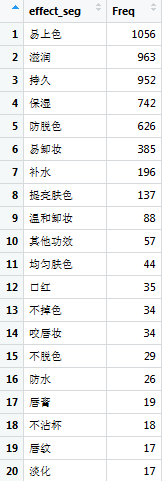 effect_seg Freq
1 易上色 1056
2 滋润 963
3 持久 952
4 保湿 742
5 防脱色 626
6 易卸妆 385
7 补水 196
8 提亮肤色 137
9 温和卸妆 88
10 其他功效 57
11 均匀肤色 44
12 口红 35
13 不掉色 34
14 咬唇妆 34
15 不脱色 29
16 防水 26
17 唇膏 19
18 不沾杯 18
19 唇纹 17
20 淡化 17